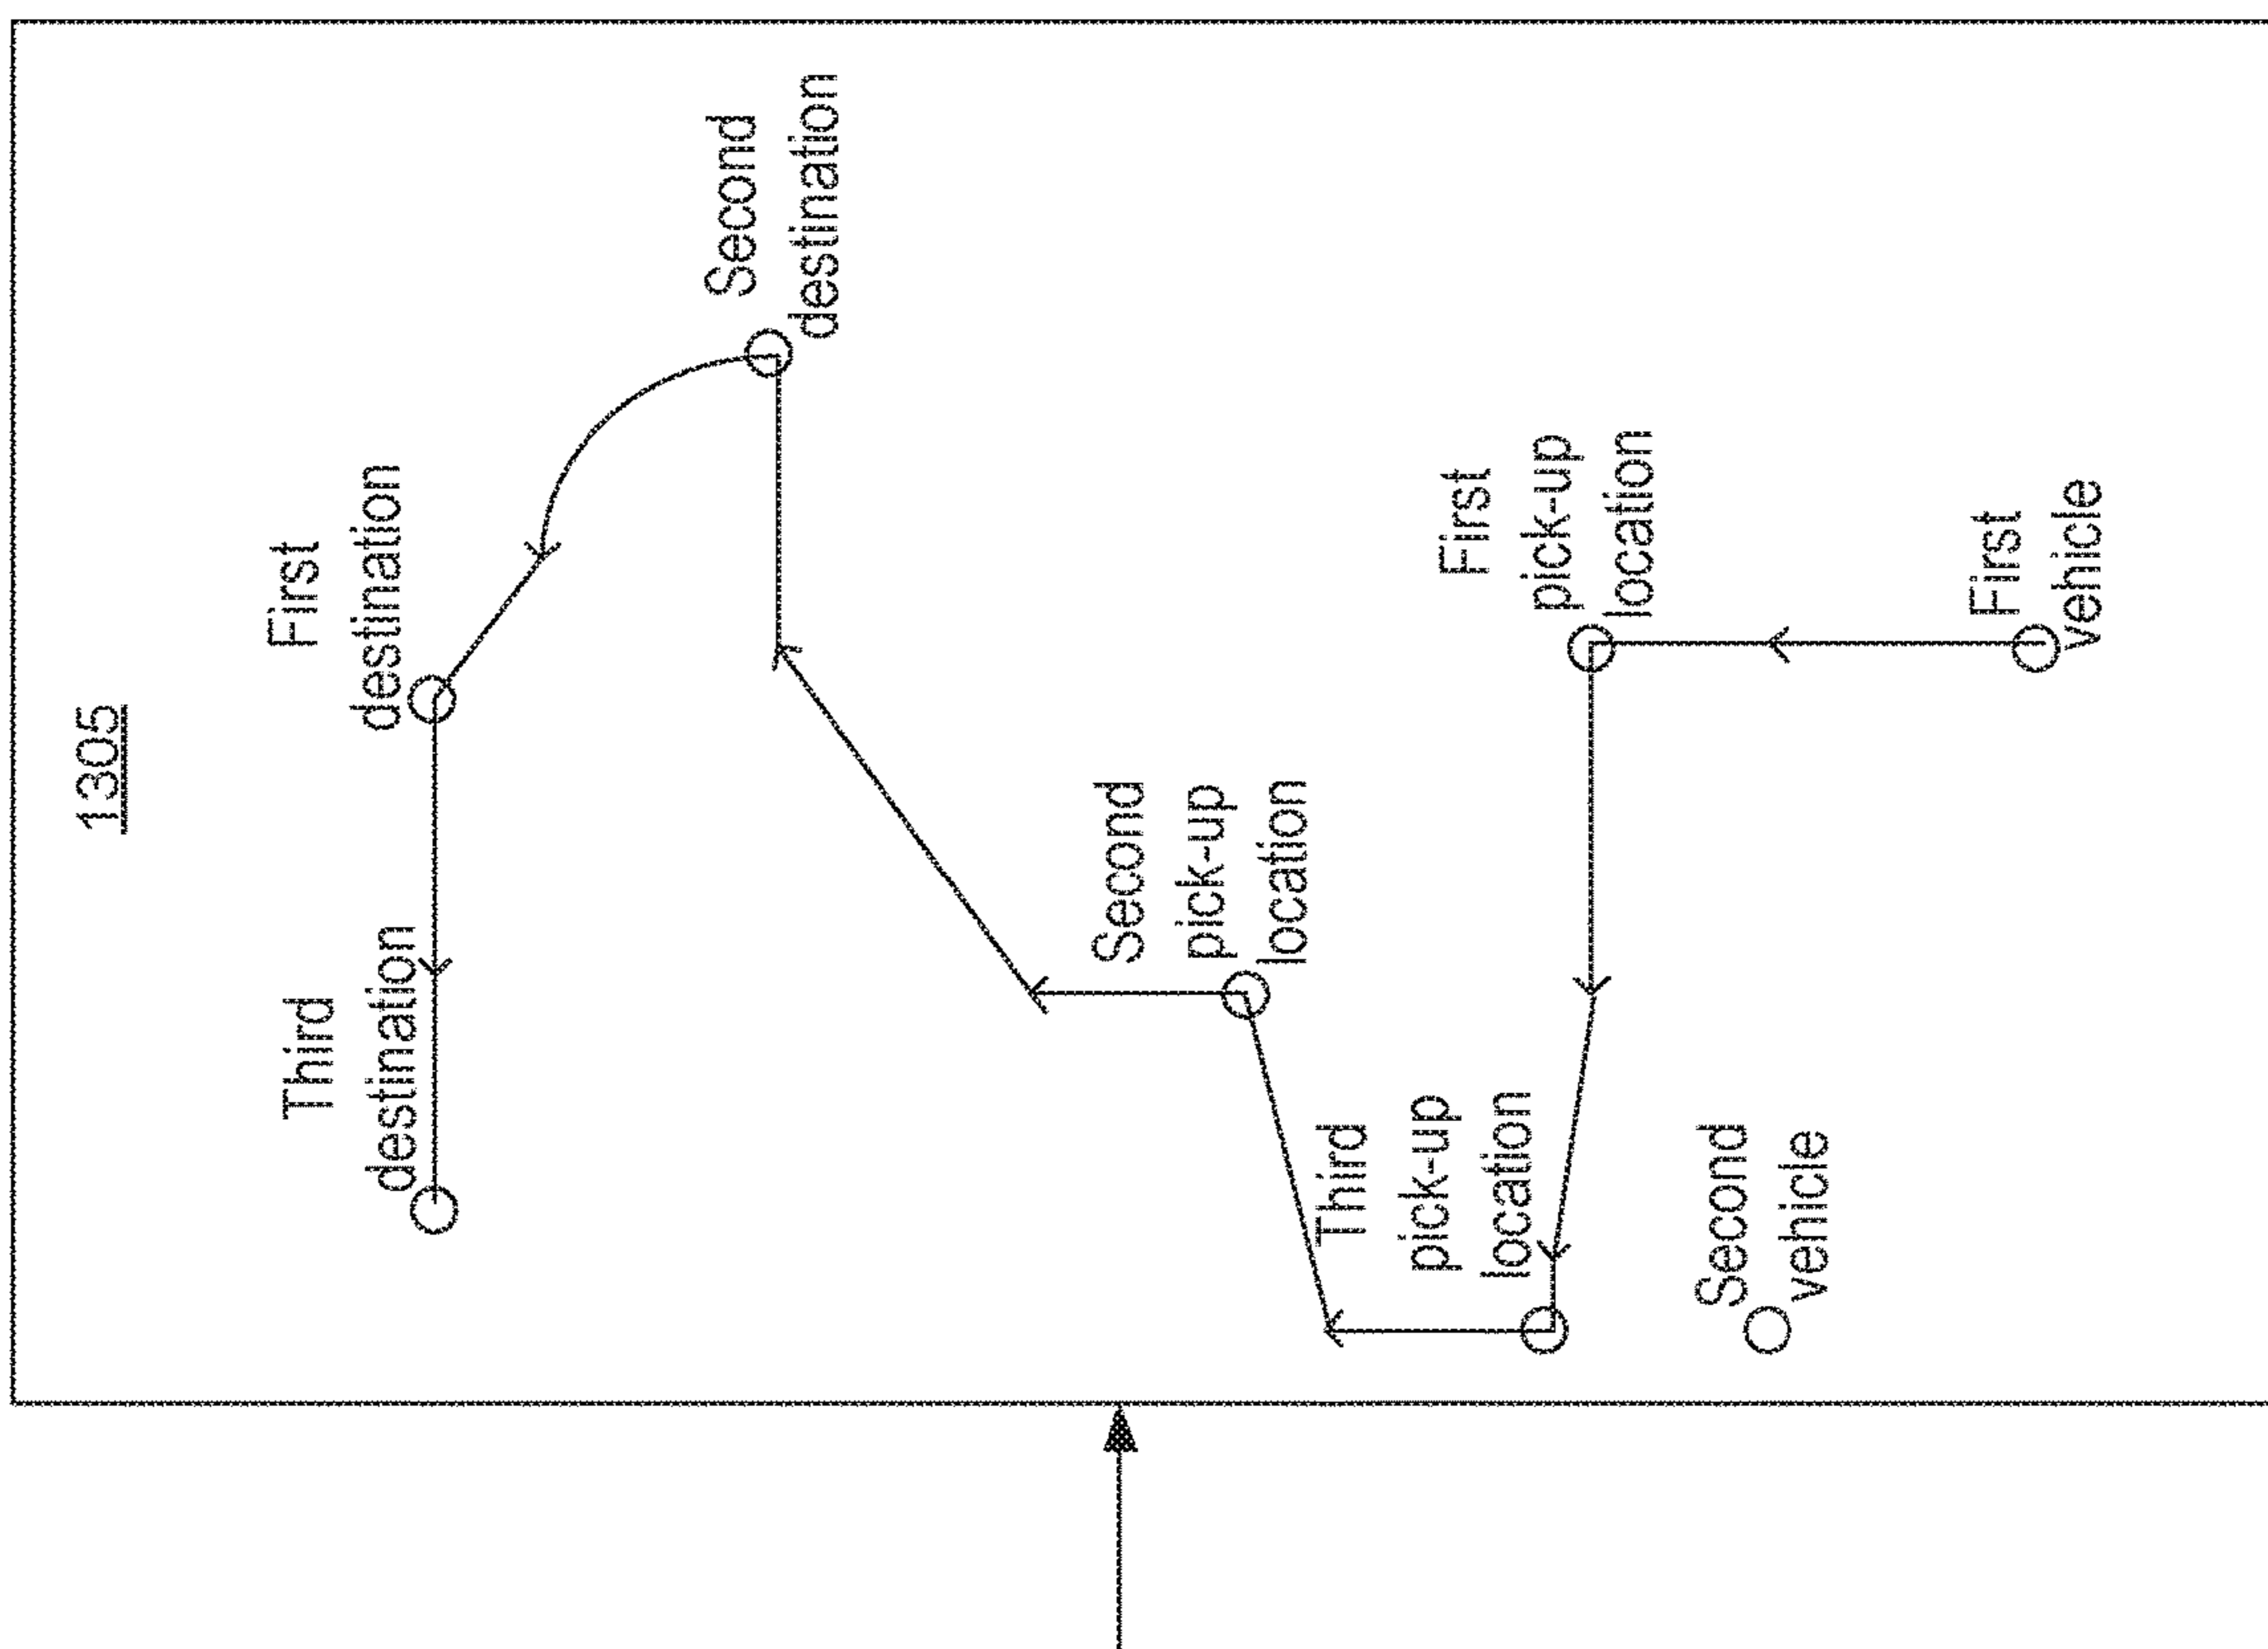 1305
Third
destination
First
destination
Second
destination
Second
pick-up
location
Third
pick-up
location
First
pick-up
location
Second
vehicle
First
vehicle